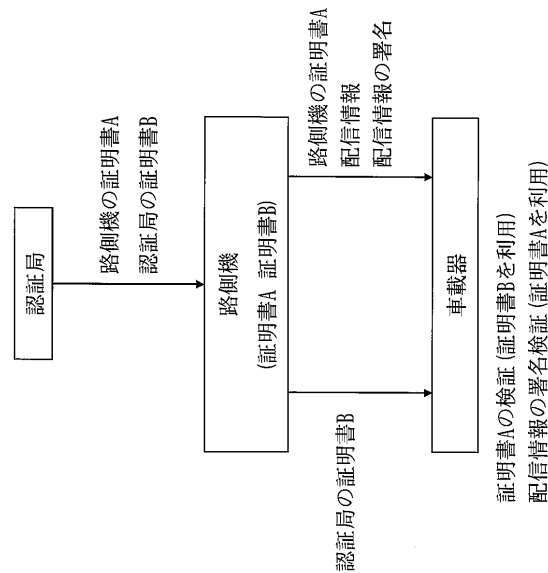 認証局
路側機の証明書A
認証局の証明書B
路側機
(証明書A 証明書B)
認証局の証明書B
路側機の証明書A
配信情報
配信情報の署名
車載器
証明書Aの検証(証明書Bを利用)
配信情報の署名検証(証明書Aを利用)